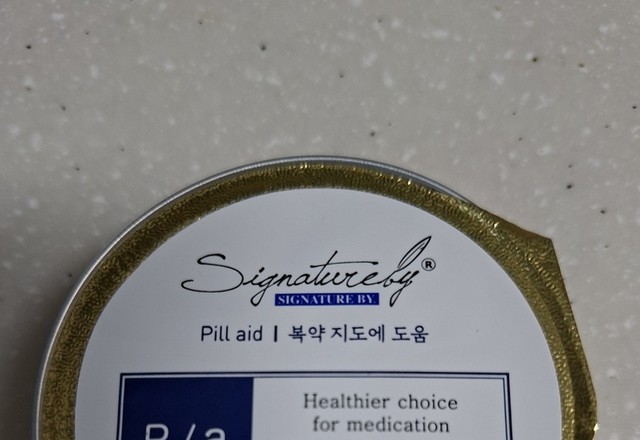 Signatureby®
SIGNATURE BY
Pill aid | 복약 지도에 도움
Healthier choice
for medication
P/a